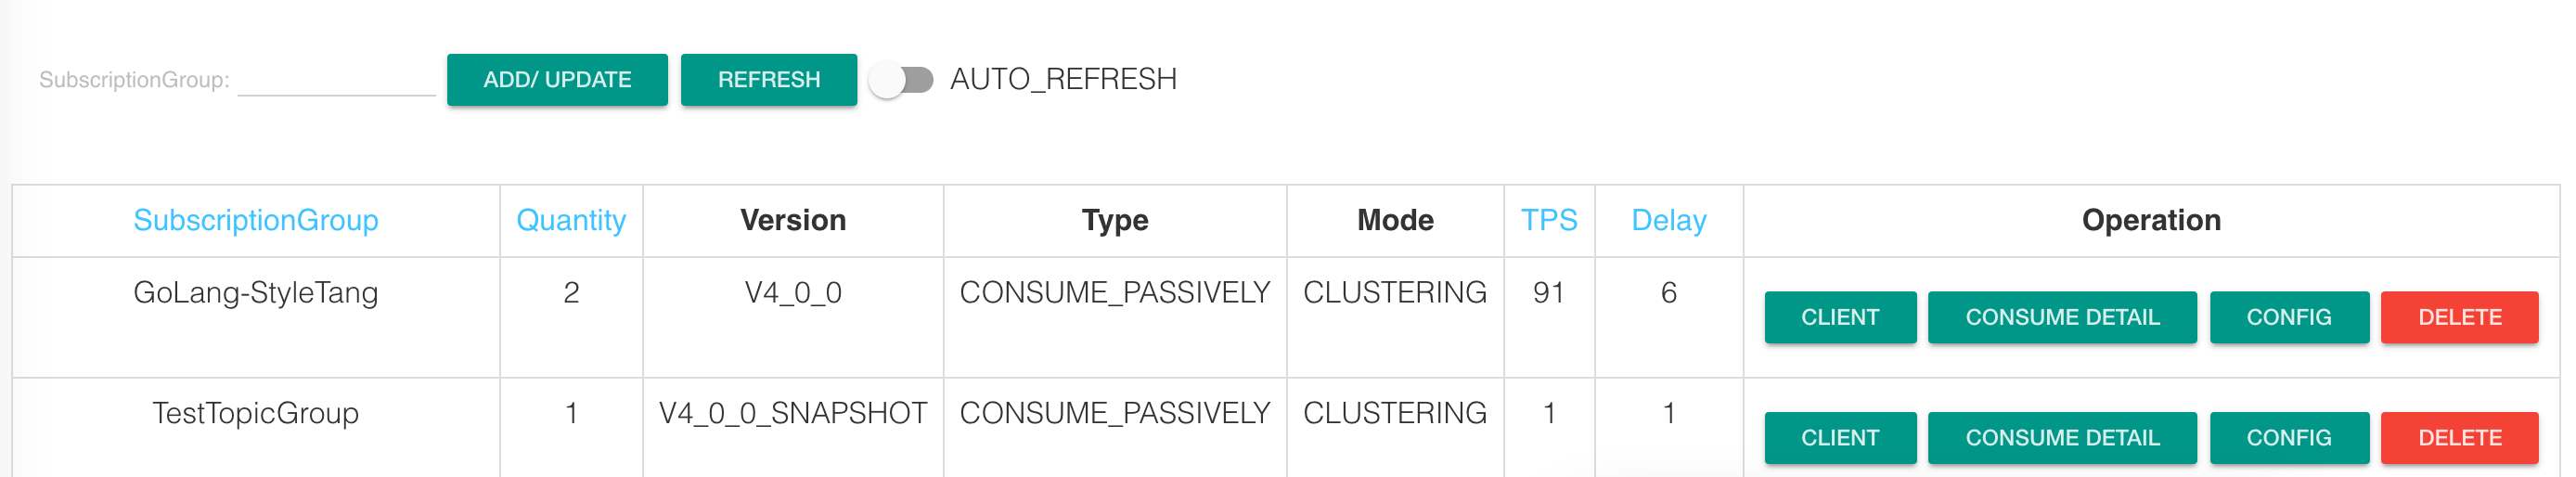 SubscriptionGroup: ADD/ UPDATE REFRESH AUTO_REFRESH
SubscriptionGroup Quantity Version Type Mode TPS Delay Operation
GoLang-StyleTang 2 V4_0_0 CONSUME_PASSIVELY CLUSTERING 91 6 CLIENT CONSUME DETAIL CONFIG DELETE
TestTopicGroup 1 V4_0_0_SNAPSHOT CONSUME_PASSIVELY CLUSTERING 1 1 CLIENT CONSUME DETAIL CONFIG DELETE